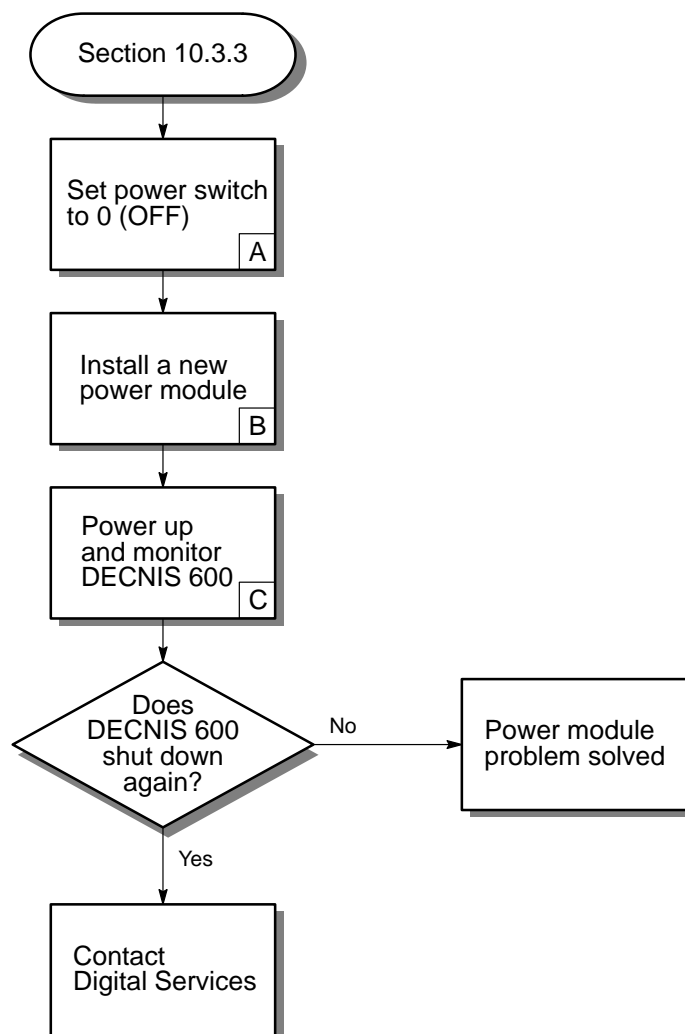 Section 10.3.3
Set power switch
to 0 (OFF)
A
Install a new
power module
B
Power up
and monitor
DECNIS 600
C
Does
DECNIS 600
shut down
again?
No
Power module
problem solved
Yes
Contact
Digital Services